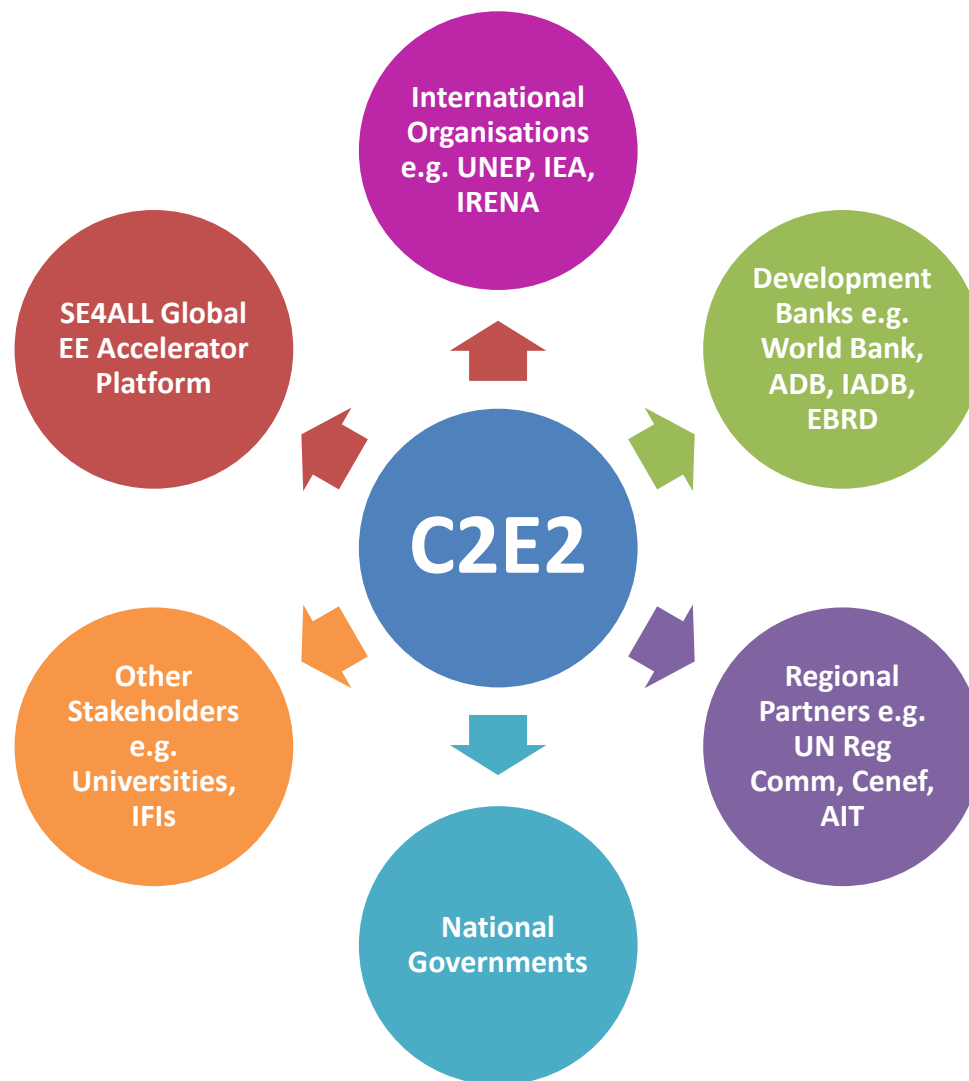 International
Organisations
e.g. UNEP, IEA,
IRENA
SE4ALL Global
EE Accelerator
Platform
Development
Banks e.g.
World Bank,
ADB, IADB,
EBRD
C2E2
Other
Stakeholders
e.g.
Universities,
IFIs
Regional
Partners e.g.
UN Reg
Comm, Cenef,
AIT
National
Governments